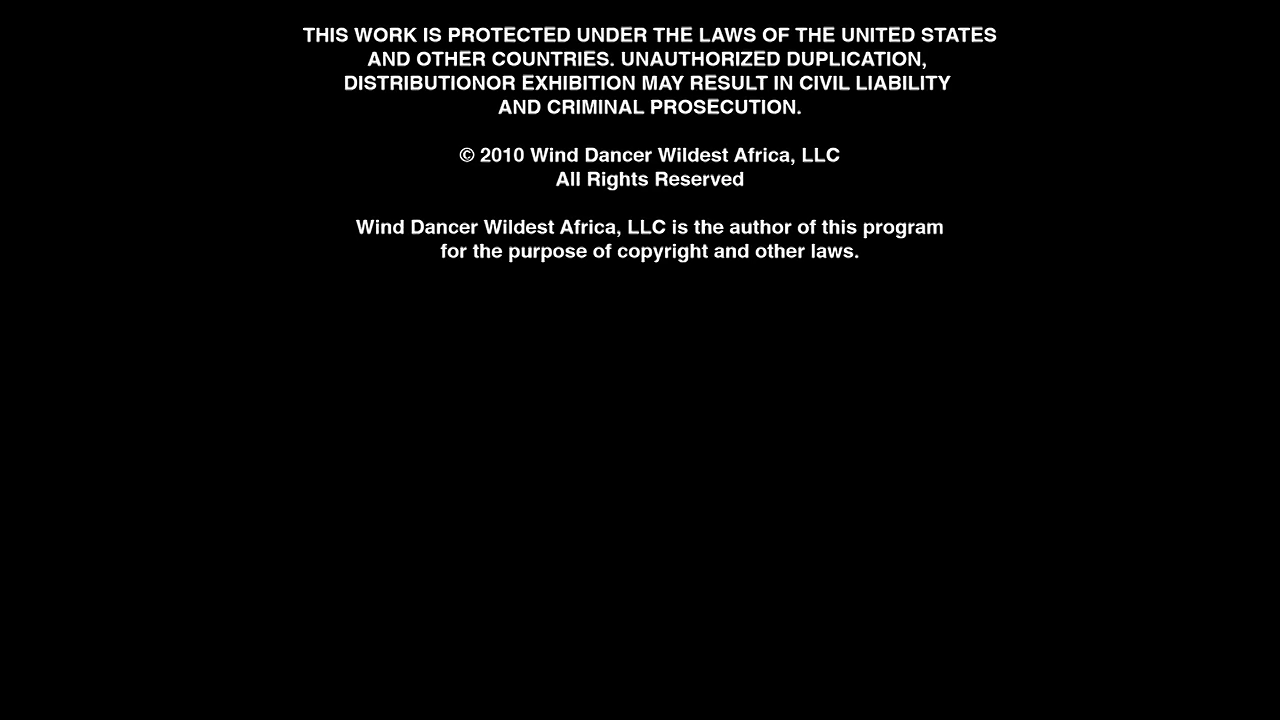 THIS WORK IS PROTECTED UNDER THE LAWS OF THE UNITED STATES
AND OTHER COUNTRIES. UNAUTHORIZED DUPLICATION,
DISTRIBUTIONOR EXHIBITION MAY RESULT IN CIVIL LIABILITY
AND CRIMINAL PROSECUTION.
© 2010 Wind Dancer Wildest Africa, LLC
All Rights Reserved
Wind Dancer Wildest Africa, LLC is the author of this program
for the purpose of copyright and other laws.